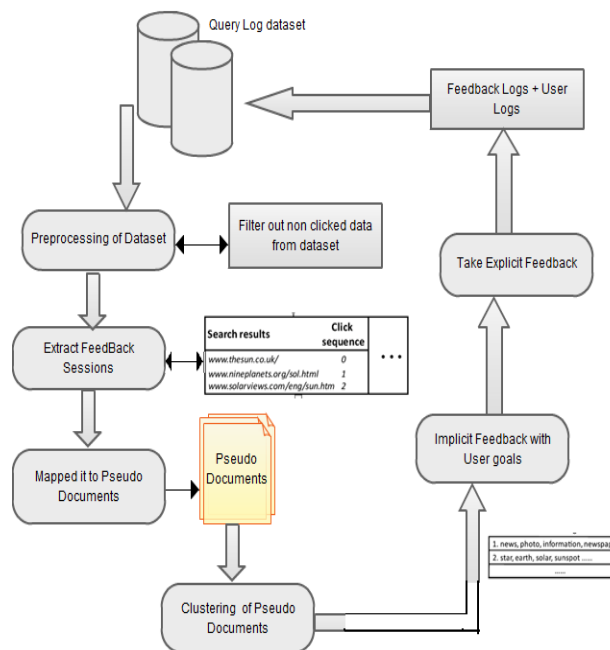 Query Log dataset
Feedback Logs + User
Logs
Preprocessing of Dataset
Filter out non clicked data
from dataset
Take Explicit Feedback
Extract FeedBack
Sessions
Search results Click
sequence
www.thesun.co.uk/ 0
www.nineplanets.org/sol.html 1
www.solarviews.com/eng/sun.htm 2
...
Implicit Feedback with
User goals
Mapped it to Pseudo
Documents
Pseudo
Documents
1. news, photo, information, newspap
2. star, earth, solar, sunspot ......
......
Clustering of Pseudo
Documents